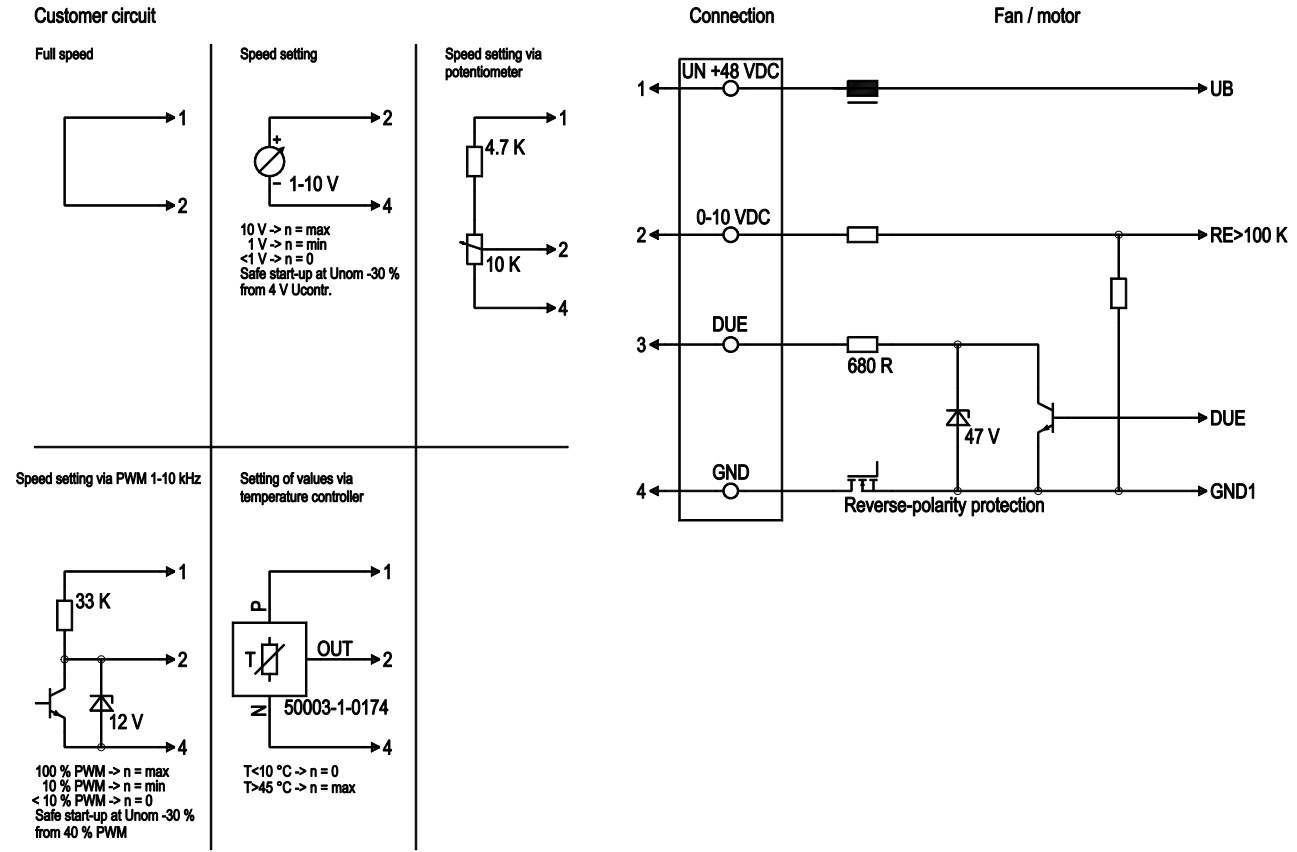 Customer circuit
Connection
Fan / motor
Full speed
1
2
Speed setting
2
+
–
1-10 V
4
10 V -> n = max
1 V -> n = min
<1 V -> n = 0
Safe start-up at Unom -30 %
from 4 V Ucontr.
Speed setting via
potentiometer
1
4.7 K
2
10 K
4
UN +48 VDC
1
UB
0-10 VDC
2
RE>100 K
DUE
3
680 R
47 V
DUE
GND
4
GND1
Reverse-polarity protection
Speed setting via PWM 1-10 kHz
1
33 K
2
12 V
4
100 % PWM -> n = max
10 % PWM -> n = min
< 10 % PWM -> n = 0
Safe start-up at Unom -30 %
from 40 % PWM
Setting of values via
temperature controller
1
P
T
OUT
2
N
50003-1-0174
4
T<10 °C -> n = 0
T>45 °C -> n = max